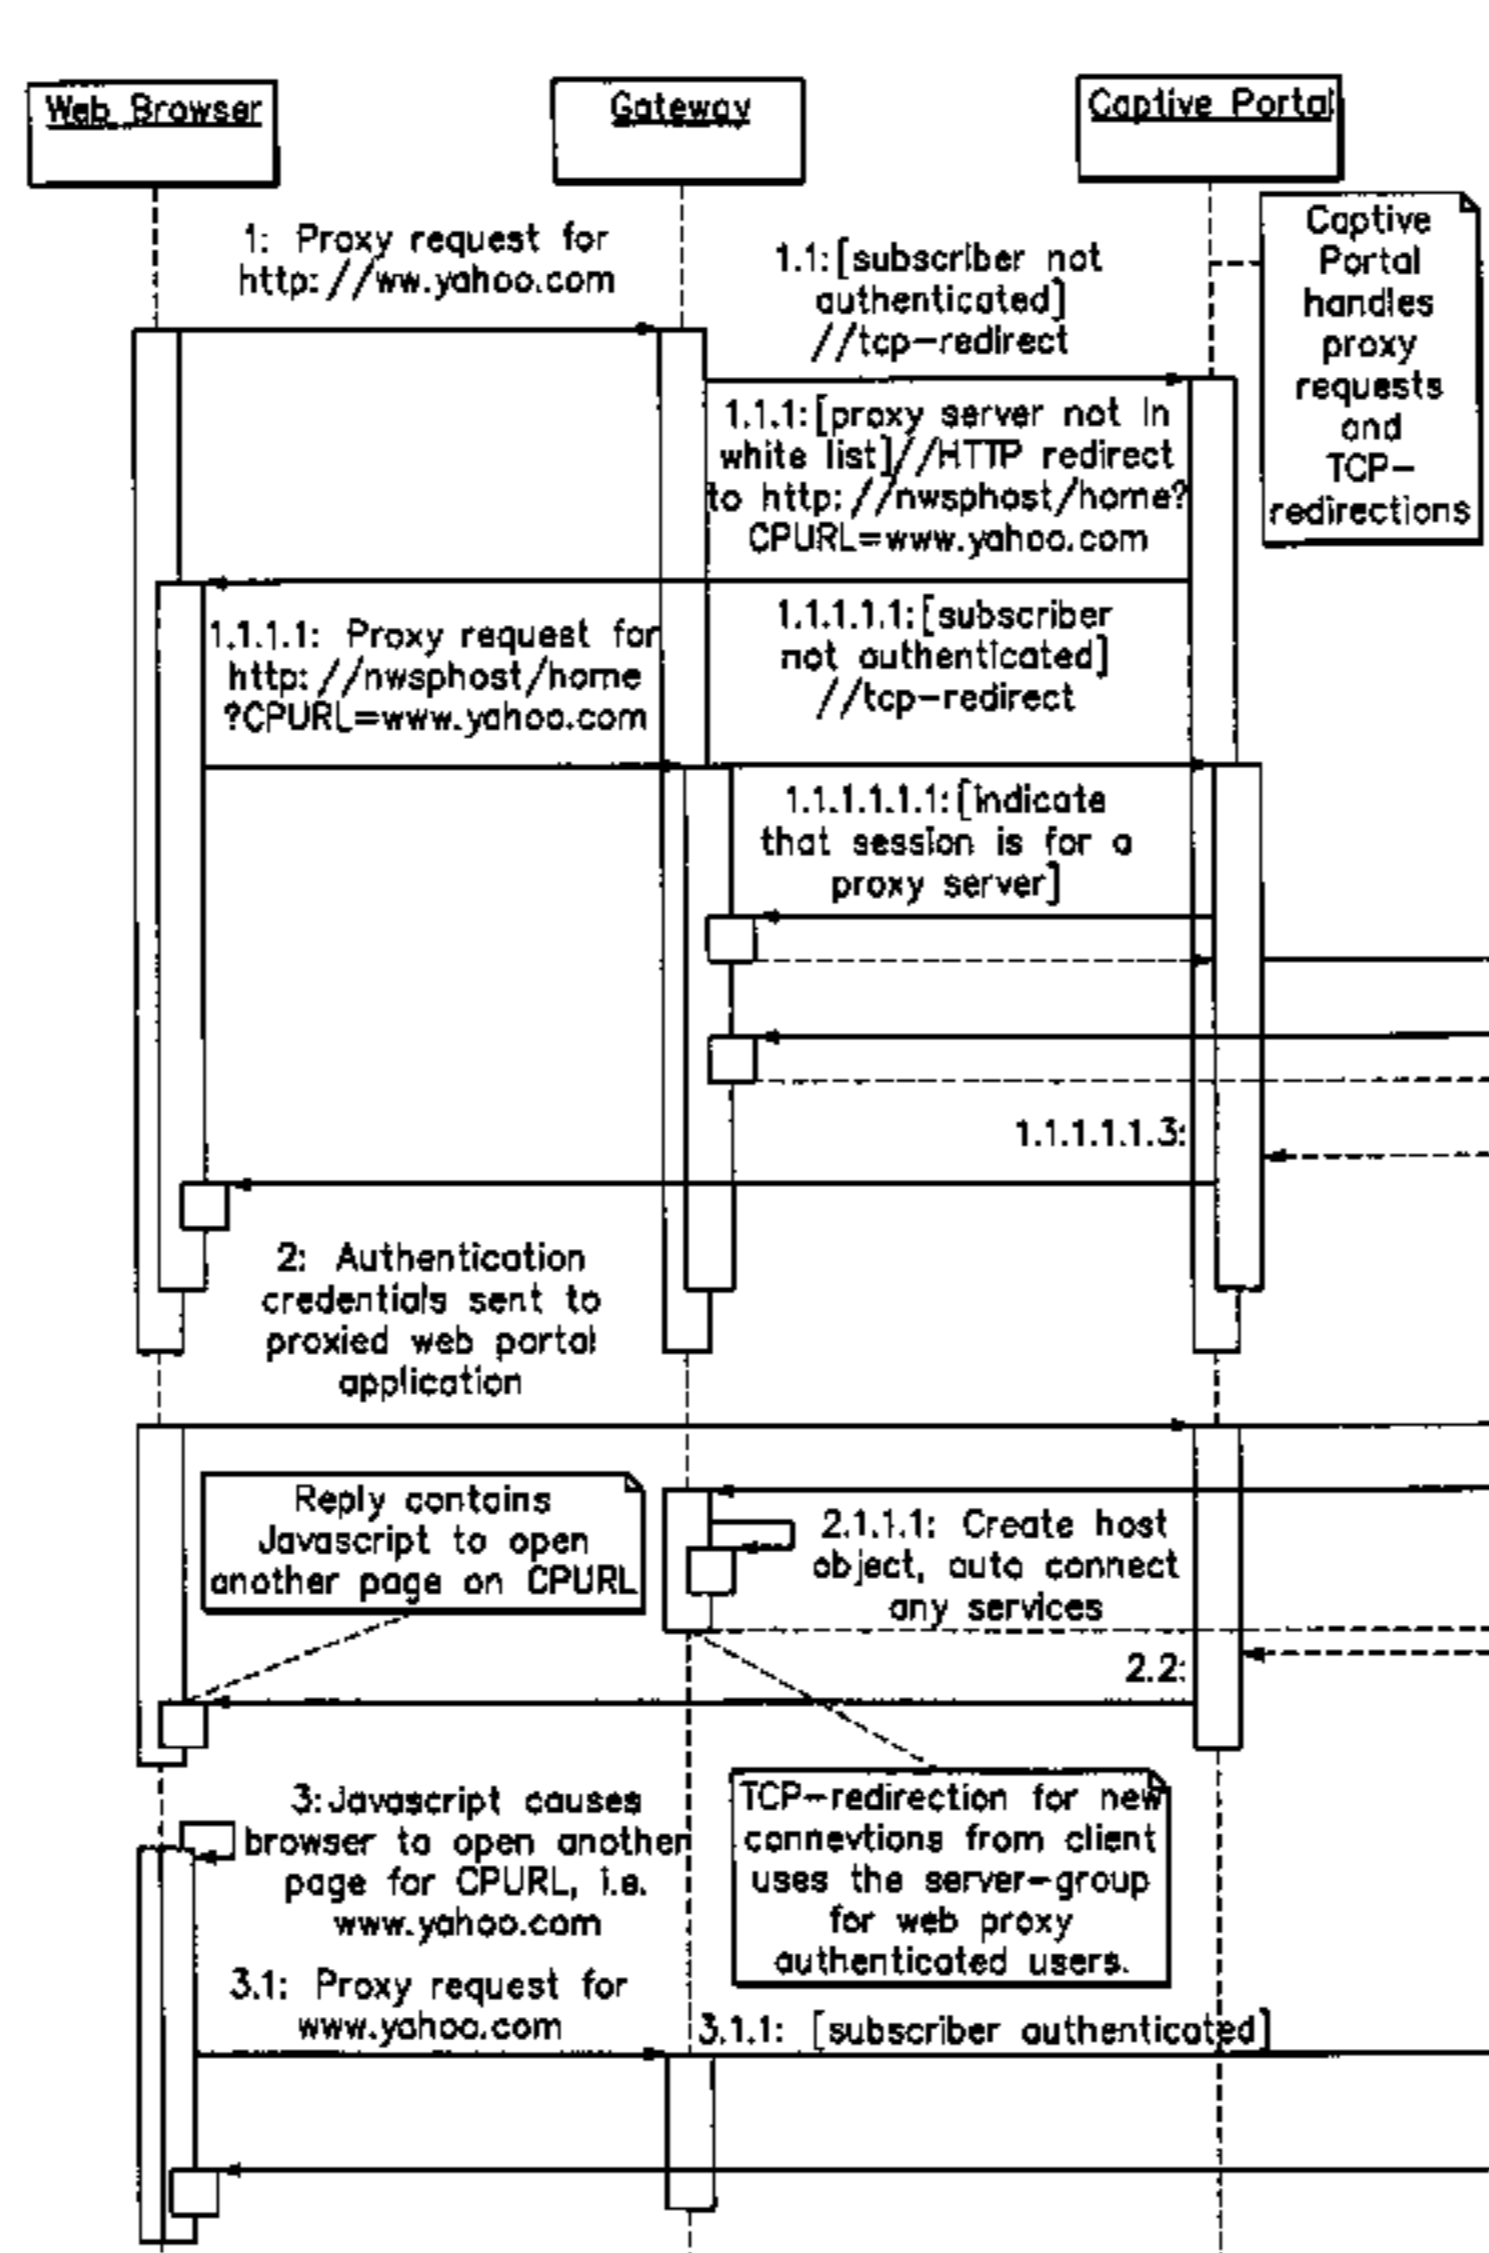 Web Browser
Gateway
Captive Portal
Captive
Portal
handles
proxy
requests
and
TCP-
redirections
1: Proxy request for
http://ww.yahoo.com
1.1:[subscriber not
authenticated]
//tcp-redirect
1.1.1:[proxy server not in
white list]//HTTP redirect
to http://nwsphost/home?
CPURL=www.yahoo.com
1.1.1.1: Proxy request for
http://nwsphost/home
?CPURL=www.yahoo.com
1.1.1.1.1:[subscriber
not authenticated]
//tcp-redirect
1.1.1.1.1.1:[indicate
that session is for a
proxy server]
1.1.1.1.1.3:
2: Authentication
credentials sent to
proxied web portal
application
Reply contains
Javascript to open
another page on CPURL
2.1.1.1: Create host
object, auto connect
any services
2.2:
TCP-redirection for new
connevtions from client
uses the server-group
for web proxy
authenticated users.
3:Javascript causes
browser to open another
page for CPURL, i.e.
www.yahoo.com
3.1: Proxy request for
www.yahoo.com
3.1.1: [subscriber authenticated]